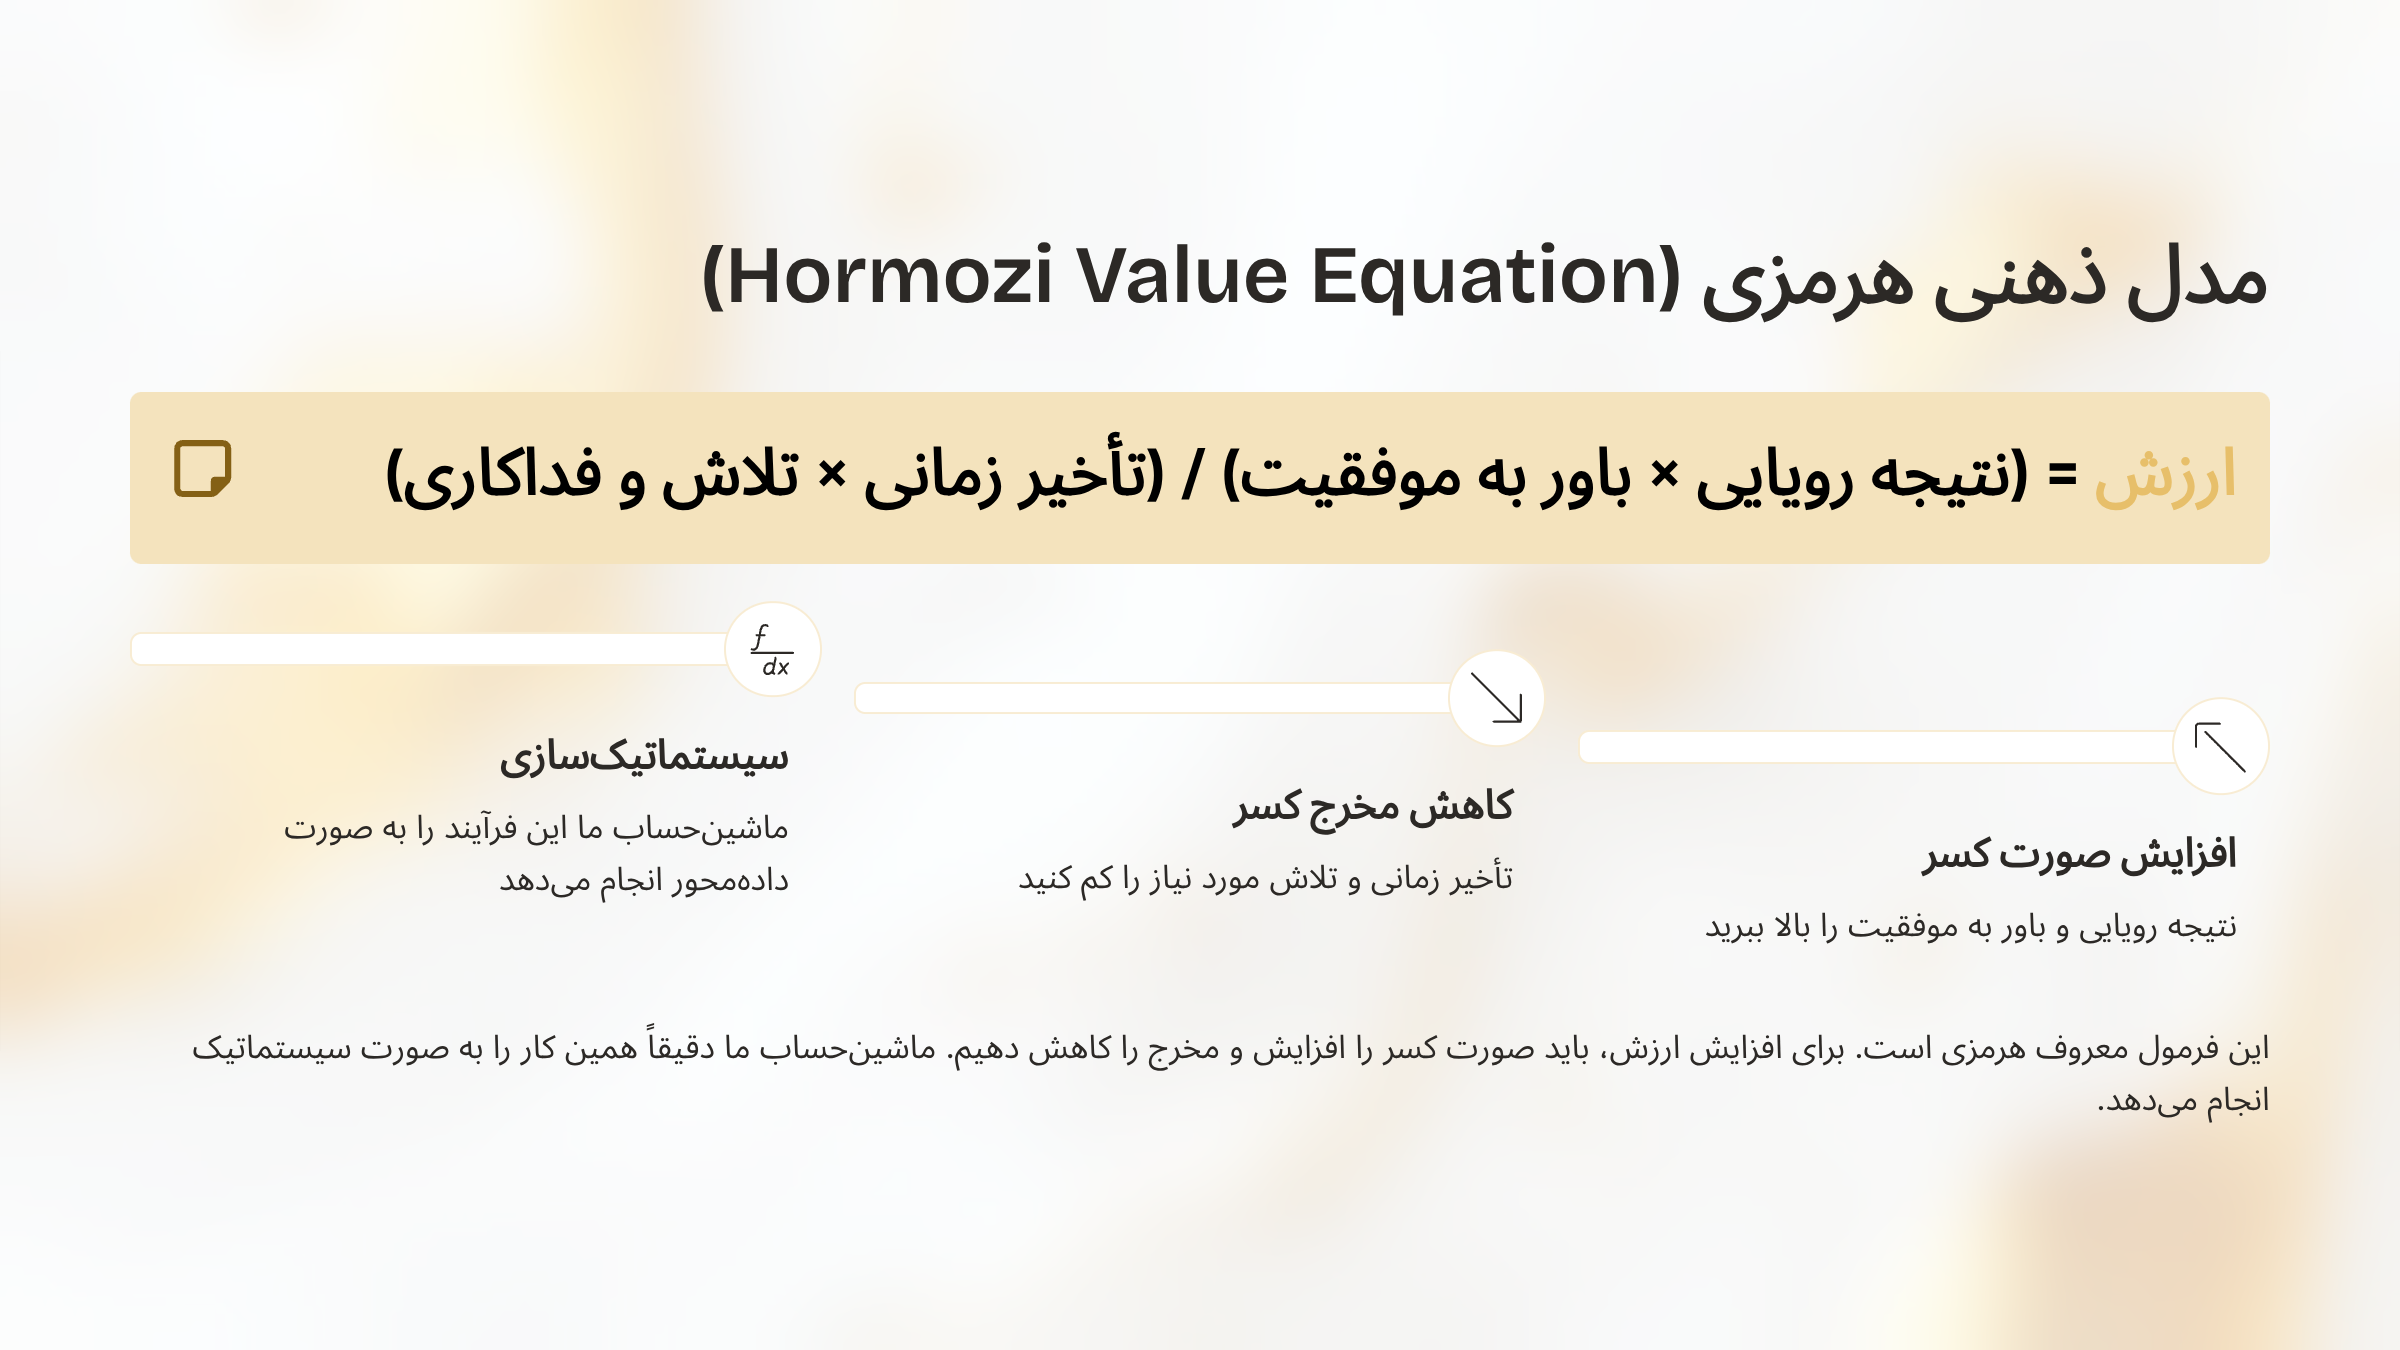 مدل ذهنی هرمزی (Hormozi Value Equation)
ارزش = (نتیجه رویایی × باور به موفقیت) / (تأخیر زمانی × تلاش و فداکاری)
افزایش صورت کسر
نتیجه رویایی و باور به موفقیت را بالا ببرید
کاهش مخرج کسر
تأخیر زمانی و تلاش مورد نیاز را کم کنید
f
dx
سیستماتیک‌سازی
ماشین‌حساب ما این فرآیند را به صورت
داده‌محور انجام می‌دهد
این فرمول معروف هرمزی است. برای افزایش ارزش، باید صورت کسر را افزایش و مخرج را کاهش دهیم. ماشین‌حساب ما دقیقاً همین کار را به صورت سیستماتیک
انجام می‌دهد.